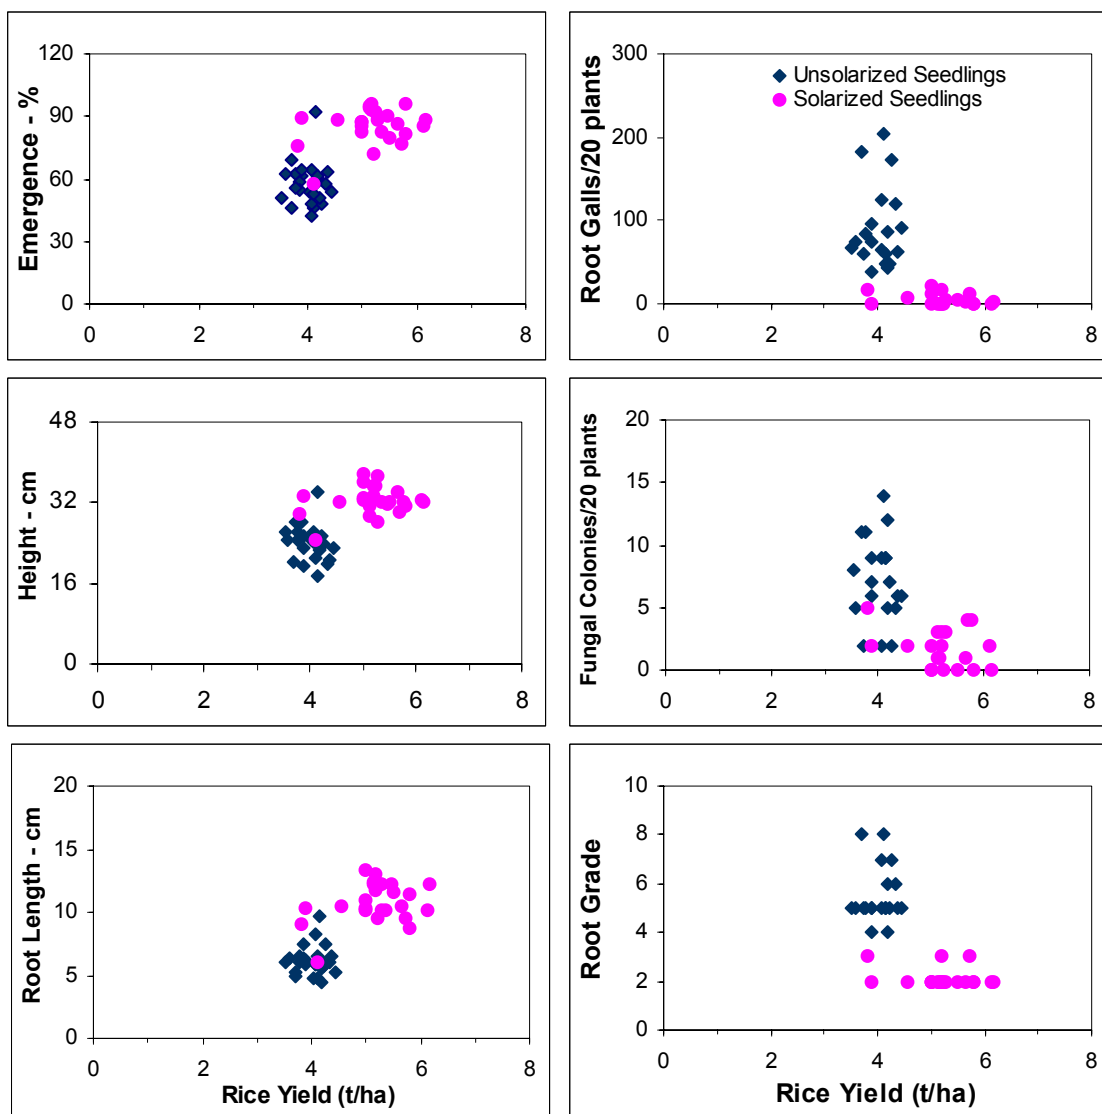 Emergence - %
120
90
60
30
0
0 2 4 6 8
Root Galls/20 plants
300
200
100
0
0 2 4 6 8
Unsolarized Seedlings
Solarized Seedlings
Height - cm
48
32
16
0
0 2 4 6 8
Fungal Colonies/20 plants
20
15
10
5
0
0 2 4 6 8
Root Length - cm
20
15
10
5
0
0 2 4 6 8
Rice Yield (t/ha)
Root Grade
10
8
6
4
2
0
0 2 4 6 8
Rice Yield (t/ha)